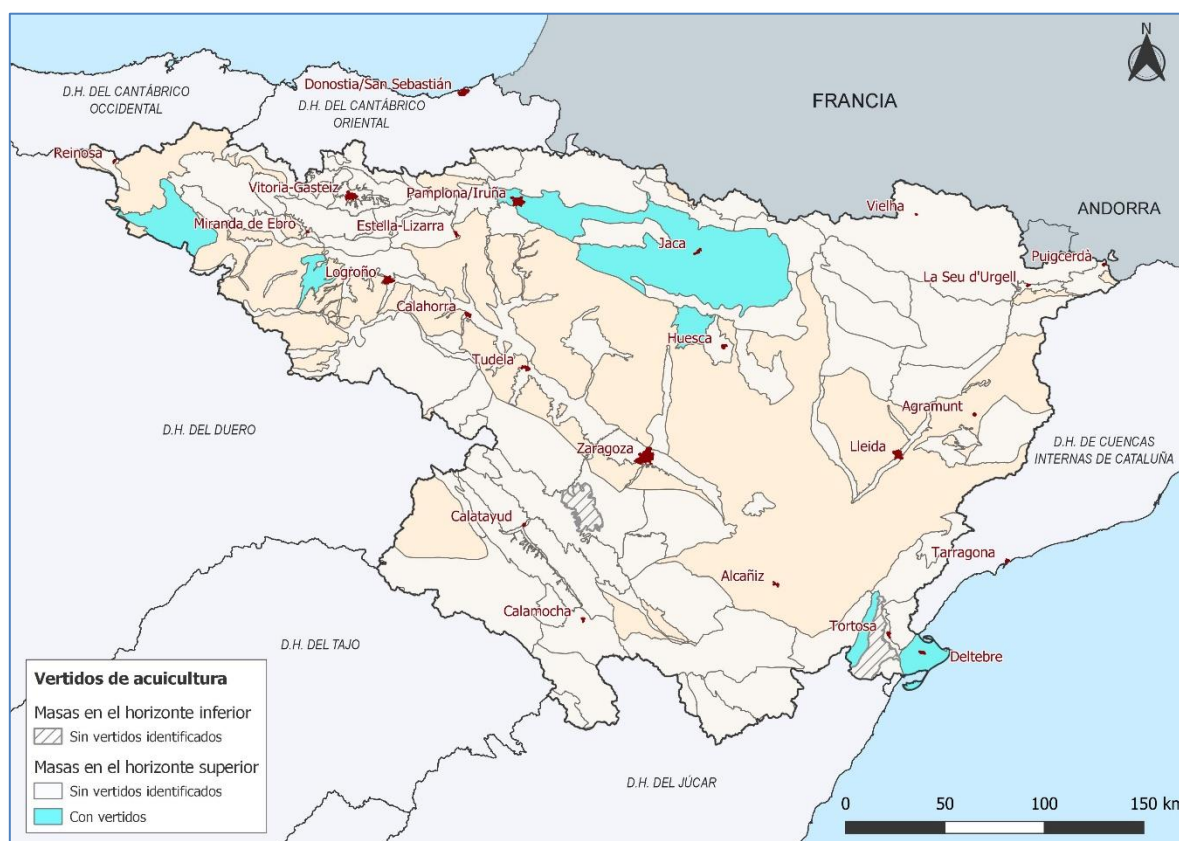 N
Donostia/San Sebastián
D.H. DEL CANTÁBRICO
OCCIDENTAL
D.H. DEL CANTÁBRICO
ORIENTAL
FRANCIA
Reinosa
Vitoria-Gasteiz
Pamplona/Iruña
Vielha
ANDORRA
Miranda de Ebro
Estella-Lizarra
Jaca
Puigcerdà
La Seu d'Urgell
Logroño
Calahorra
Huesca
Tudela
Agramunt
D.H. DEL DUERO
Zaragoza
Lleida
D.H. DE CUENCAS
INTERNAS DE CATALUÑA
Calatayud
Tarragona
Alcañiz
Calamocha
Tortosa
D.H. DEL TAJO
Deltebre
Vertidos de acuicultura
Masas en el horizonte inferior
Sin vertidos identificados
Masas en el horizonte superior
Sin vertidos identificados
Con vertidos
D.H. DEL JÚCAR
0 50 100 150 km